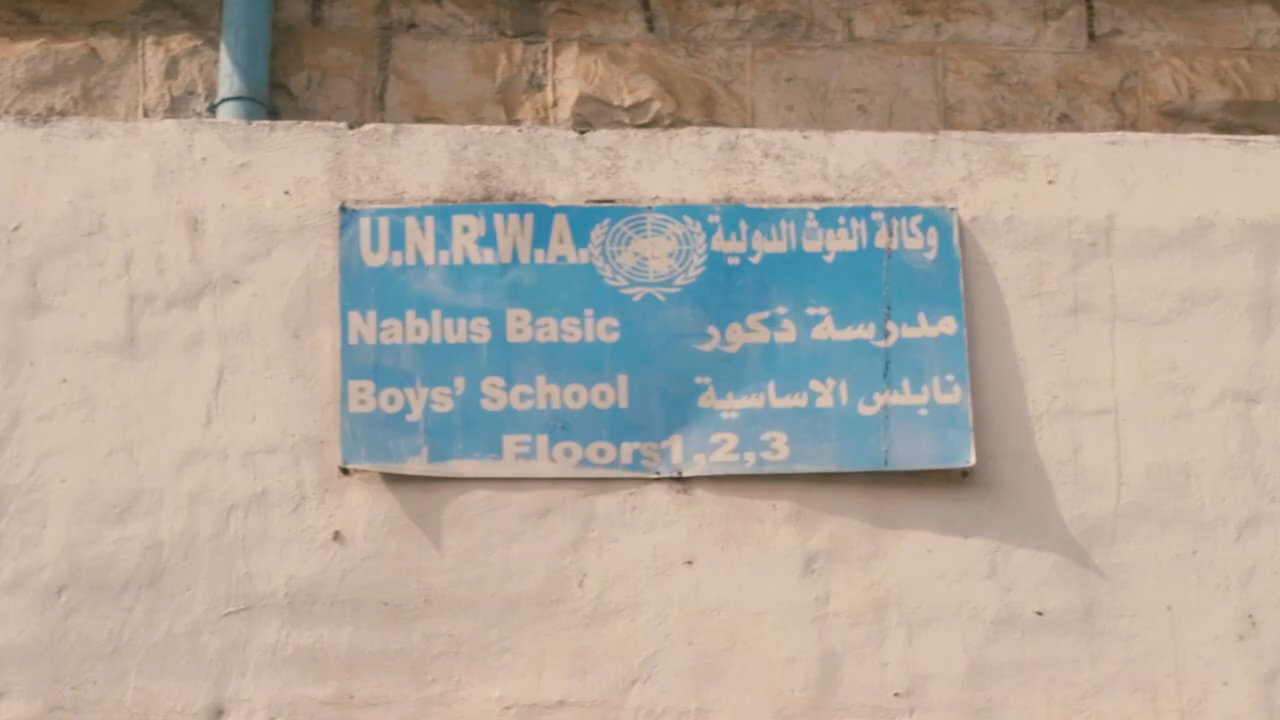 U.N.R.W.A. وكالة الغوث الدولية
Nablus Basic مدرسة ذكور
Boys' School نابلس الاساسية
Floors1,2,3